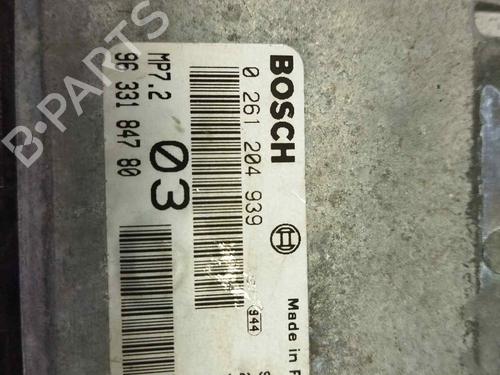 BOSCH
0 261 204 939
03
MP7.2
96 331 847 80
944
Made in
B-PARTS